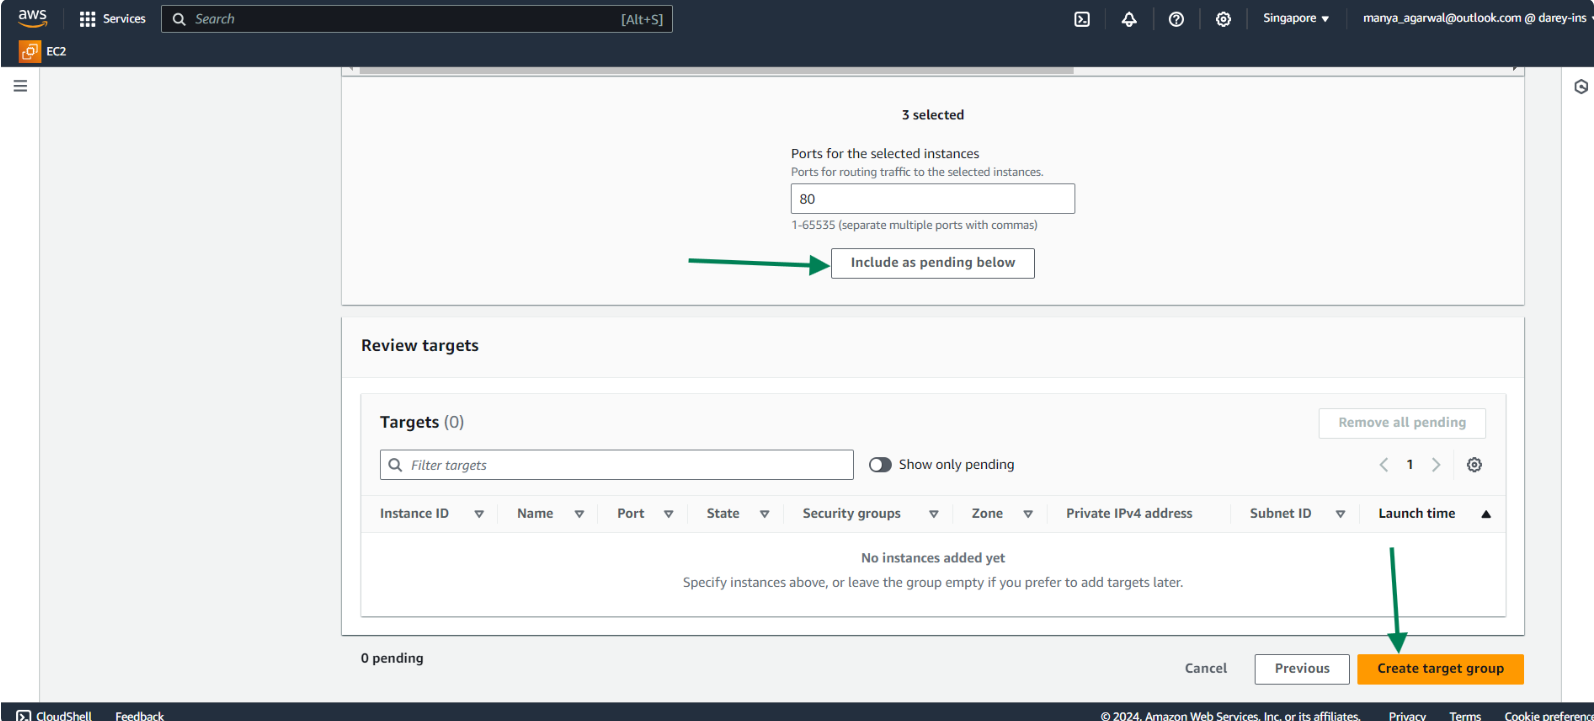 aws
Services
Search
[Alt+S]
Singapore
manya_agarwal@outlook.com @ darey-ins
EC2
3 selected
Ports for the selected instances
Ports for routing traffic to the selected instances.
80
1-65535 (separate multiple ports with commas)
Include as pending below
Review targets
Targets (0)
Remove all pending
Filter targets
Show only pending
1
Instance ID Name Port State Security groups Zone Private IPv4 address Subnet ID Launch time
No instances added yet
Specify instances above, or leave the group empty if you prefer to add targets later.
0 pending
Cancel
Previous
Create target group
CloudShell Feedback © 2024, Amazon Web Services, Inc. or its affiliates. Privacy Terms Cookie preferenc